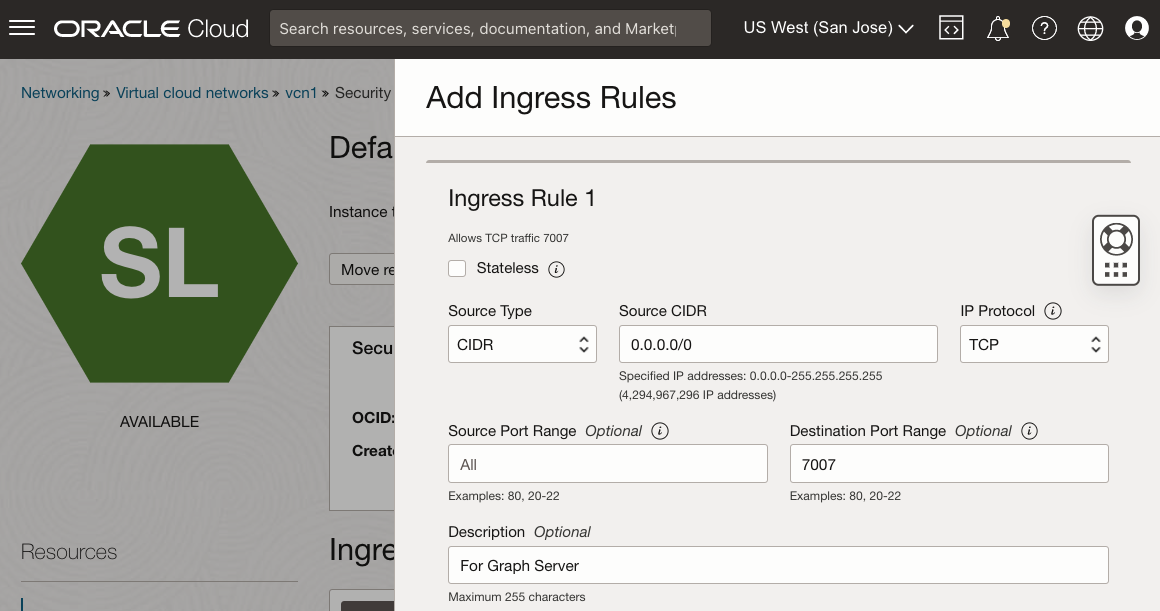 ORACLE Cloud
Search resources, services, documentation, and Market
US West (San Jose)
Networking » Virtual cloud networks » vcn1 » Security
SL
AVAILABLE
Resources
Defa
Instance t
Move re
Secu
OCID:
Create
Ingre
Add Ingress Rules
Ingress Rule 1
Allows TCP traffic 7007
Stateless
Source Type
Source CIDR
IP Protocol
CIDR
0.0.0.0/0
TCP
Specified IP addresses: 0.0.0.0-255.255.255.255
(4,294,967,296 IP addresses)
Source Port Range Optional
Destination Port Range Optional
All
7007
Examples: 80, 20-22
Examples: 80, 20-22
Description Optional
For Graph Server
Maximum 255 characters